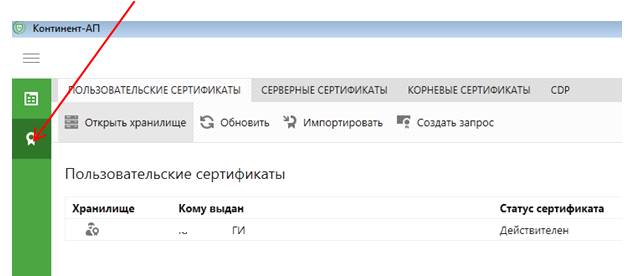 Континент-АП
ПОЛЬЗОВАТЕЛЬСКИЕ СЕРТИФИКАТЫ СЕРВЕРНЫЕ СЕРТИФИКАТЫ КОРНЕВЫЕ СЕРТИФИКАТЫ CDP
Открыть хранилище Обновить Импортировать Создать запрос
Пользовательские сертификаты
Хранилище Кому выдан Статус сертификата
ГИ Действителен